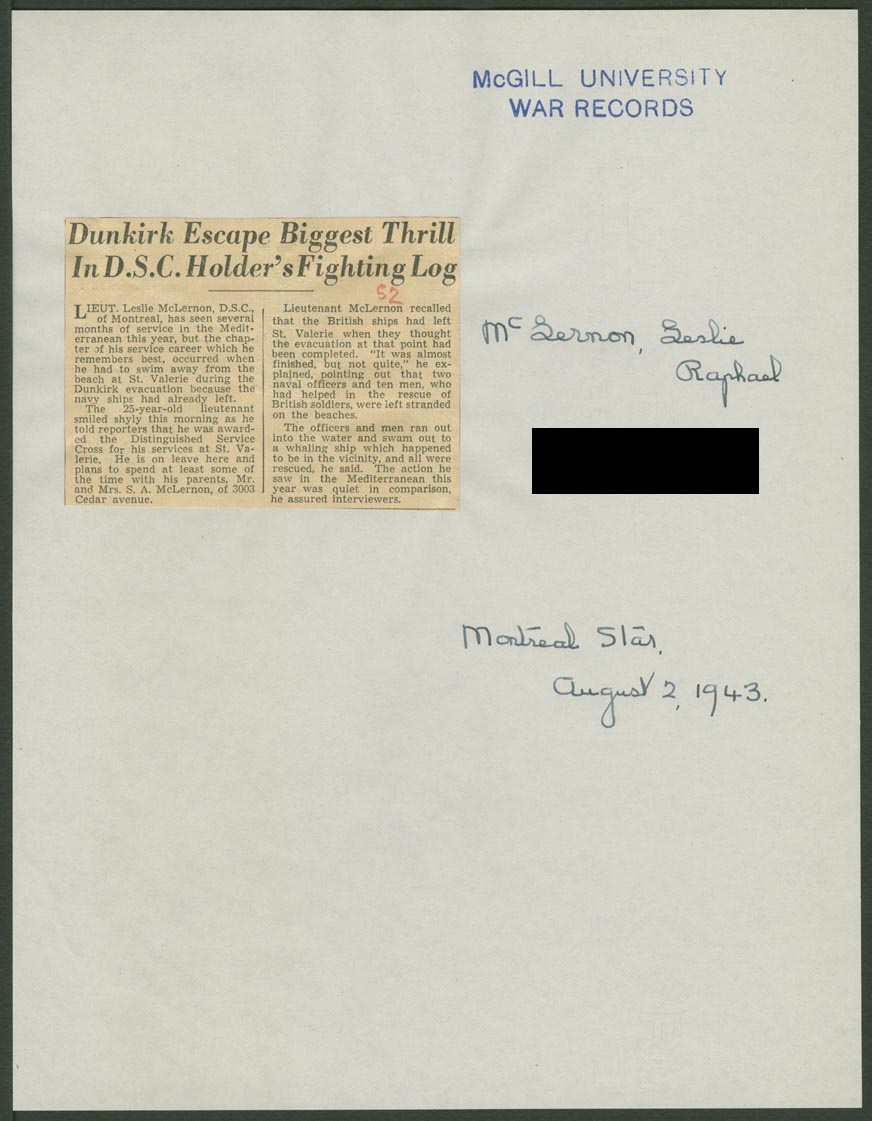 McGILL UNIVERSITY
WAR RECORDS
Dunkirk Escape Biggest Thrill
In D.S.C. Holder's Fighting Log
52
LIEUT. Leslie McLernon, D.S.C.,
of Montreal, has seen several
months of service in the Medit-
erranean this year, but the chap-
ter of his service career which he
remembers best, occurred when
he had to swim away from the
beach at St. Valerie during the
Dunkirk evacuation because the
navy ships had already left.
The 25-year-old lieutenant
smiled shyly this morning as he
told reporters that he was award-
ed the Distinguished Service
Cross for his services at St. Va-
lerie. He is on leave here and
plans to spend at least some of
the time with his parents, Mr.
and Mrs. S. A. McLernon, of 3003
Cedar avenue.
Lieutenant McLernon recalled
that the British ships had left
St. Valerie when they thought
the evacuation at that point had
been completed. "It was almost
finished, but not quite," he ex-
plained, pointing out that two
naval officers and ten men, who
had helped in the rescue of
British soldiers, were left stranded
on the beaches.
The officers and men ran out
into the water and swam out to
a whaling ship which happened
to be in the vicinity, and all were
rescued, he said. The action he
saw in the Mediterranean this
year was quiet in comparison,
he assured interviewers.
McLernon, Leslie
Raphael
Montreal Star,
August 2, 1943.